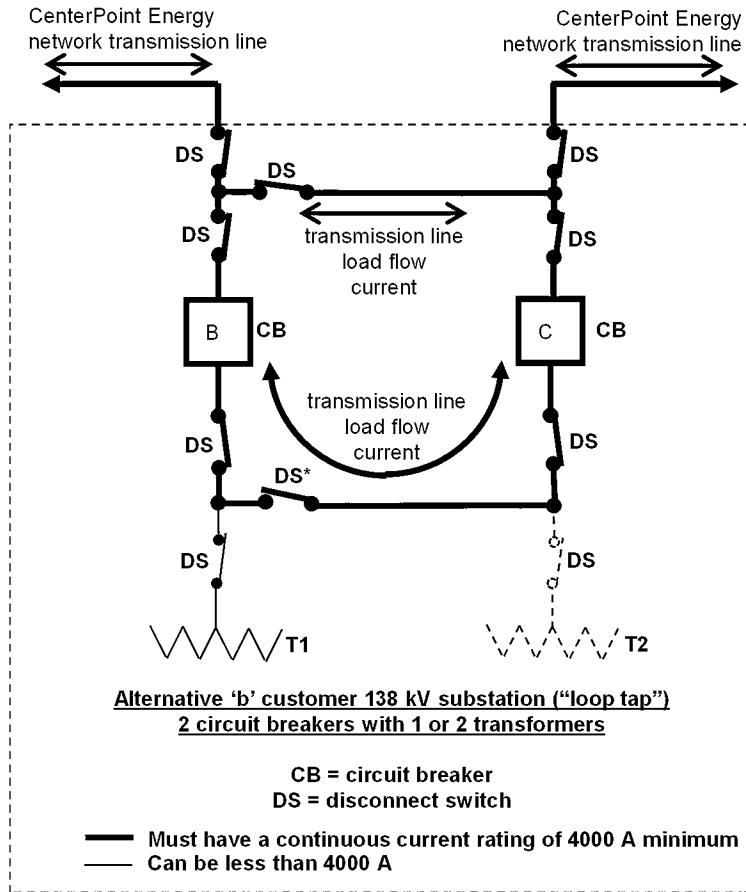 CenterPoint Energy
network transmission line
CenterPoint Energy
network transmission line
DS
DS
DS
DS
transmission line
load flow
current
DS
B
CB
C
CB
transmission line
load flow
current
DS
DS
DS*
DS
DS
T1
T2
Alternative ‘b’ customer 138 kV substation (“loop tap”)
2 circuit breakers with 1 or 2 transformers
CB = circuit breaker
DS = disconnect switch
Must have a continuous current rating of 4000 A minimum
Can be less than 4000 A